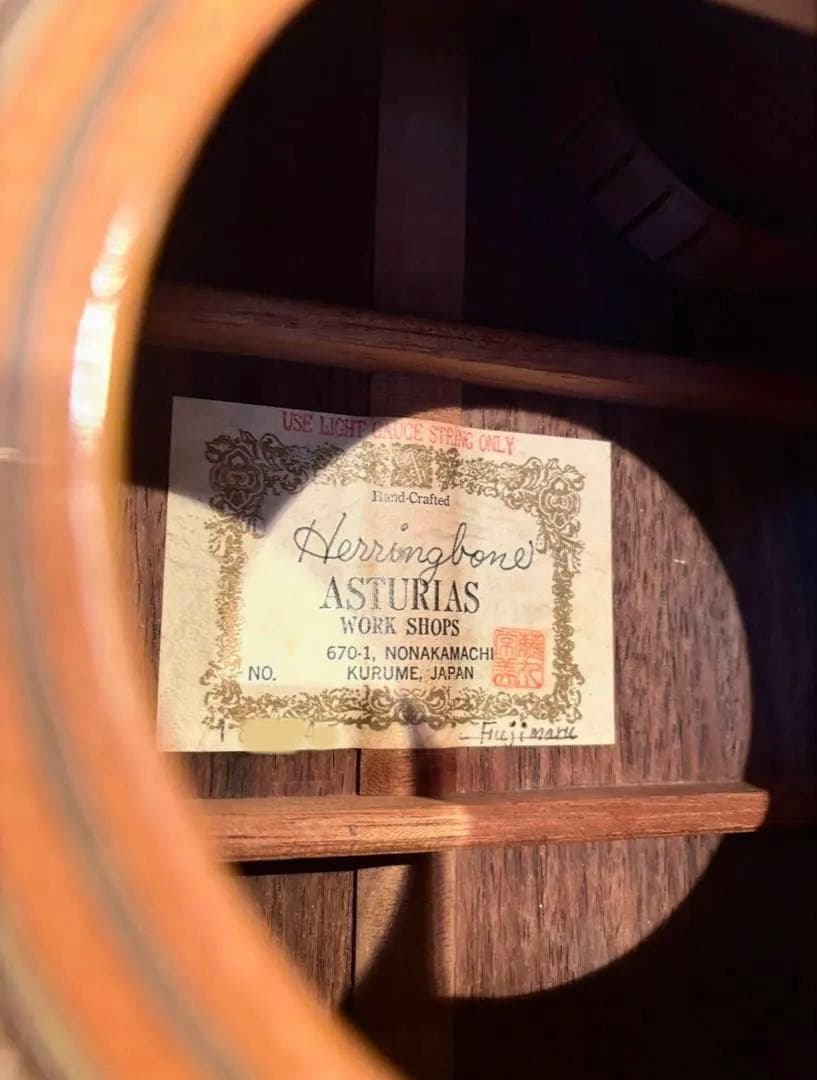 USE LIGHT GAUGE STRING ONLY
Hand-Crafted
Herringbone
ASTURIAS
WORK SHOPS
670-1, NONAKAMACHI
NO. KURUME, JAPAN
Fujimaru